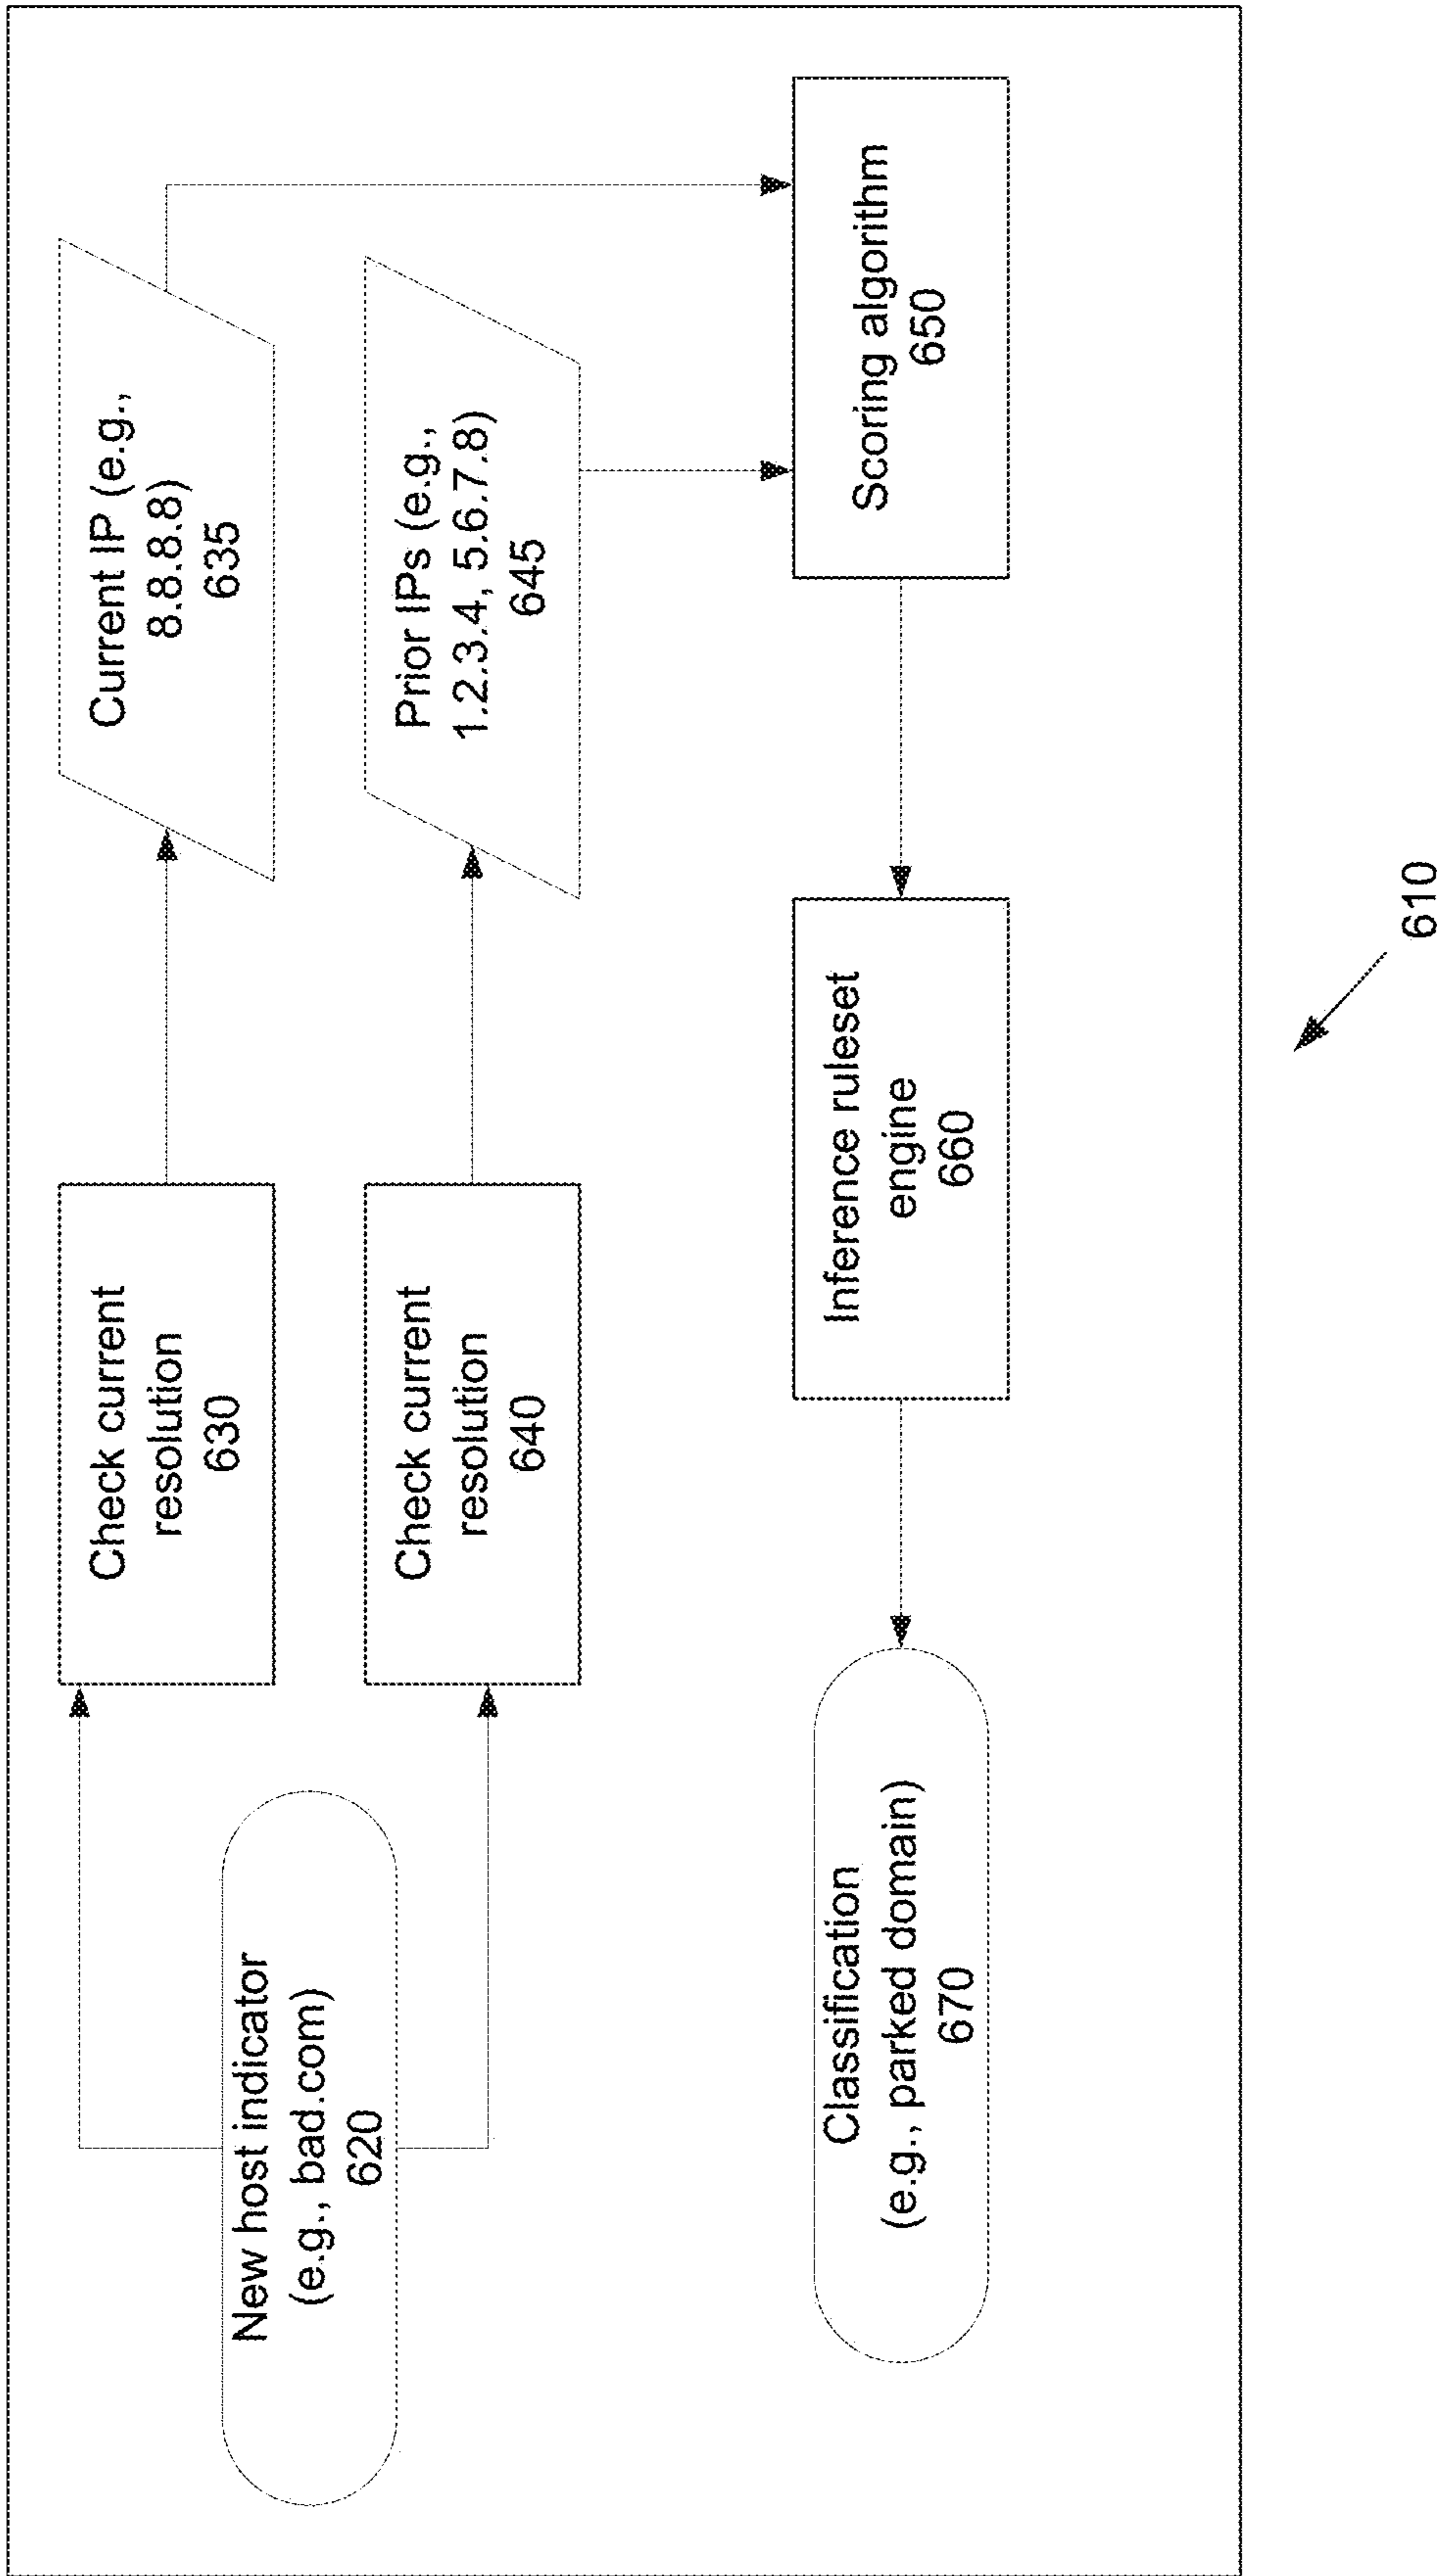 New host indicator
(e.g., bad.com)
620
Check current
resolution
630
Current IP (e.g.,
8.8.8.8)
635
Check current
resolution
640
Prior IPs (e.g.,
1.2.3.4, 5.6.7.8)
645
Scoring algorithm
650
Inference ruleset
engine
660
Classification
(e.g., parked domain)
670
610